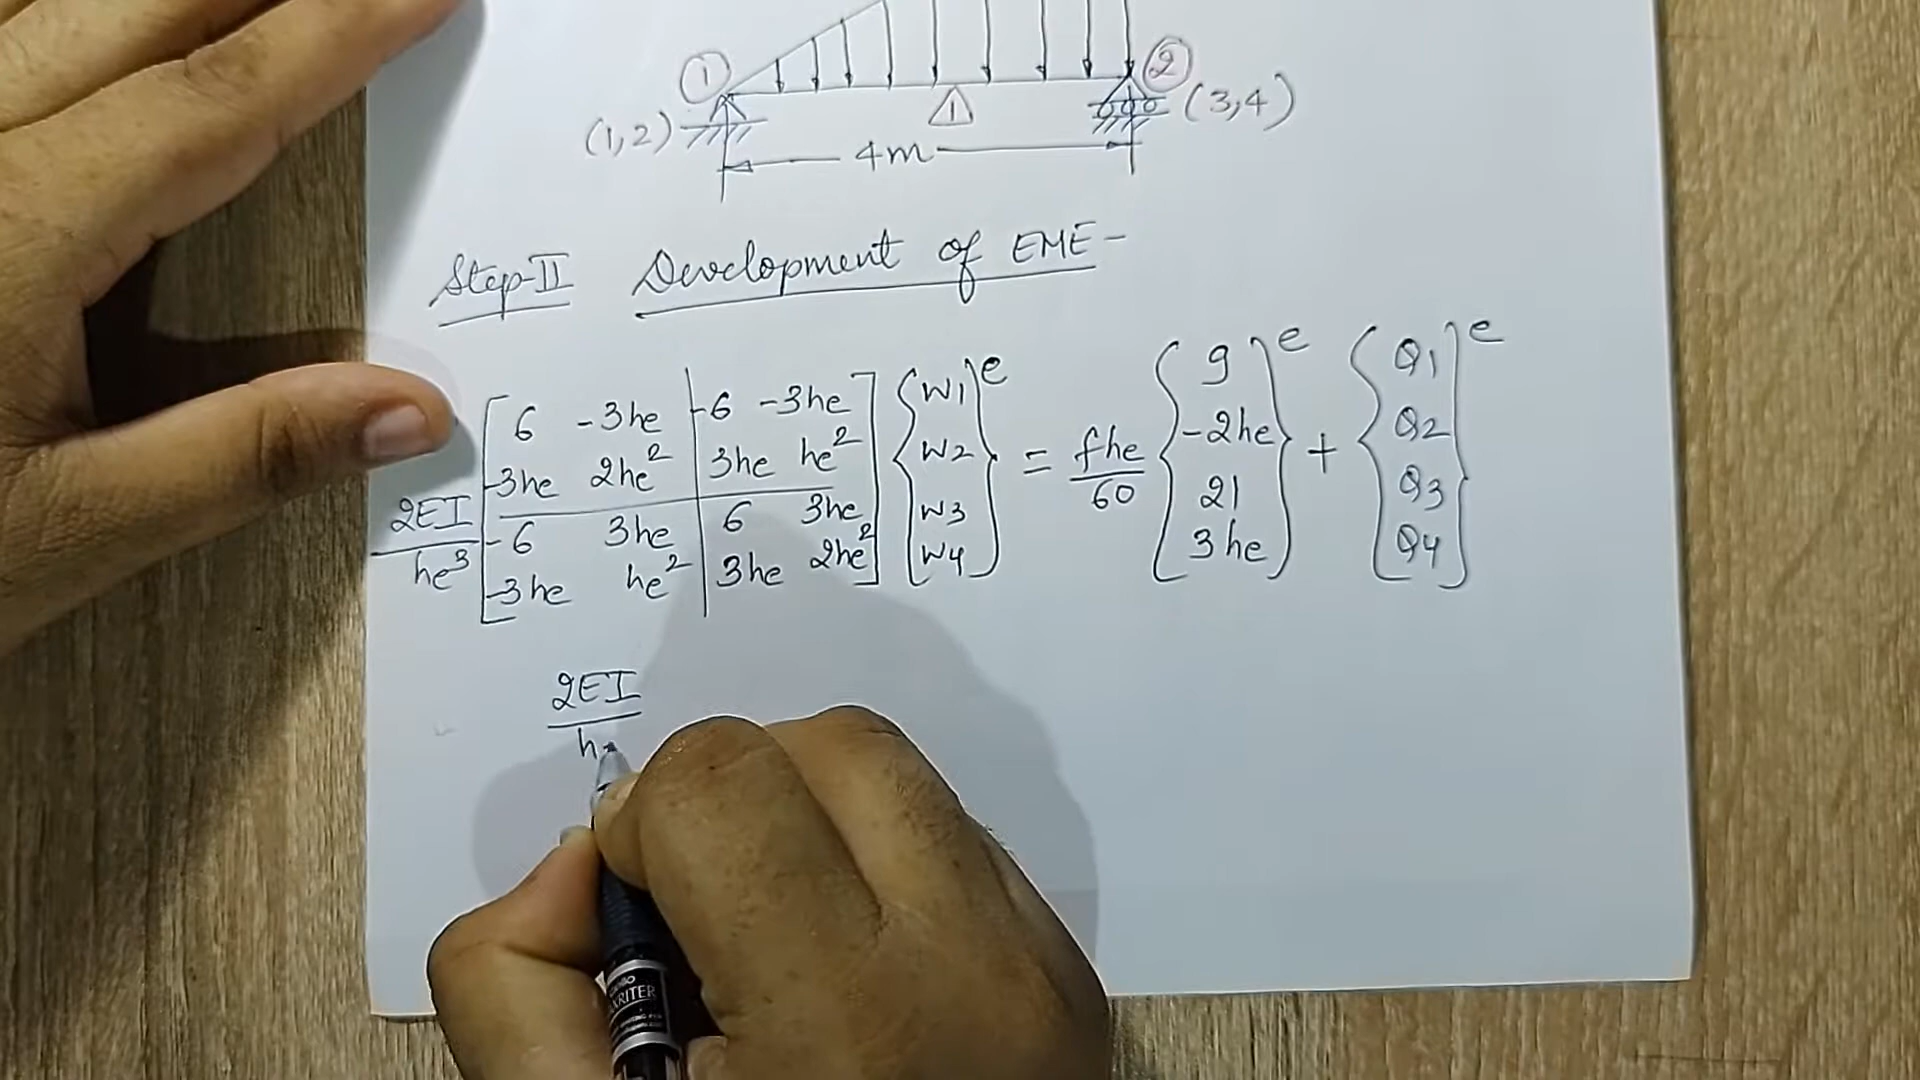 1
2
(1,2)
1
(3,4)
4m
Step-II Development of EME-
6 -3he -6 -3he
-3he 2he² 3he he²
-6 3he 6 3he
-3he he² 3he 2he²
2EI
he³
{w1 w2 w3 w4}ᵉ
=
fhe
60
{9 -2he 21 3he}ᵉ
+
{Q1 Q2 Q3 Q4}ᵉ
2EI
h
RITER